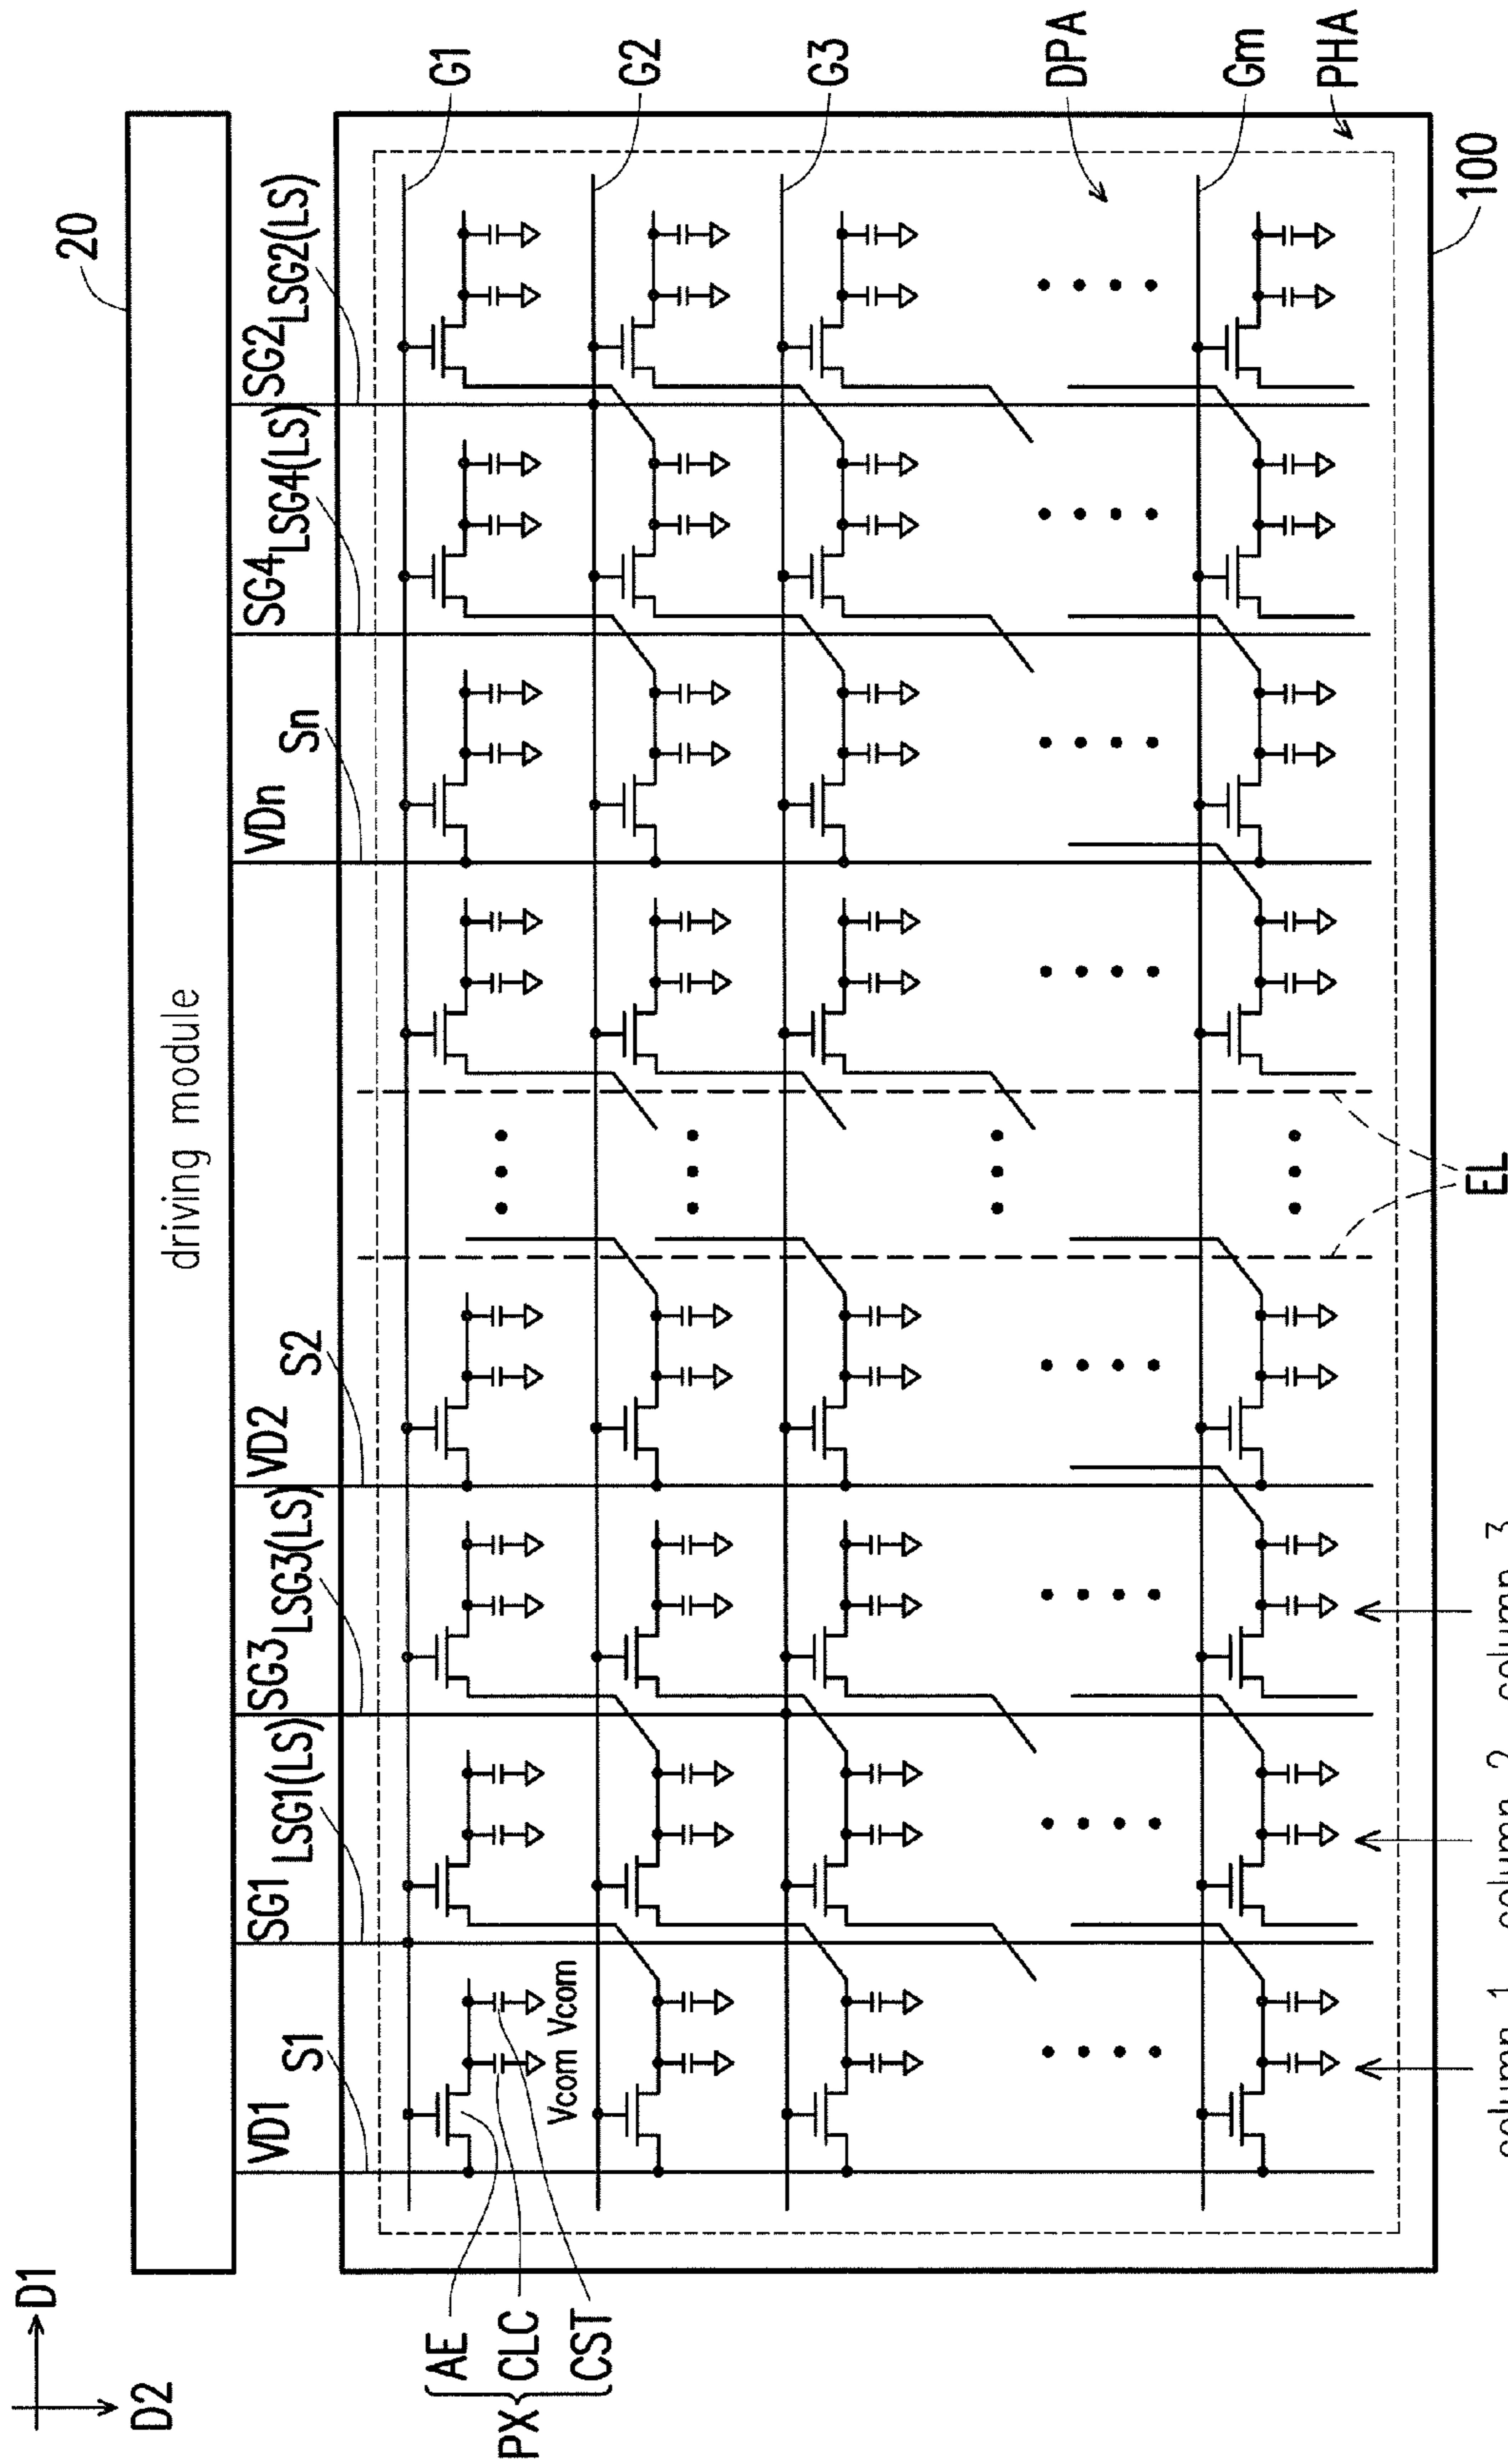 D1
D2
20
driving module
VD1
S1
SG1
LSG1(LS)
SG3
LSG3(LS)
VD2
S2
VDn
Sn
SG4
LSG4(LS)
SG2
LSG2(LS)
G1
G2
G3
DPA
Gm
PHA
100
PX
AE
CLC
CST
Vcom Vcom
EL
column 1 column 2 column 3